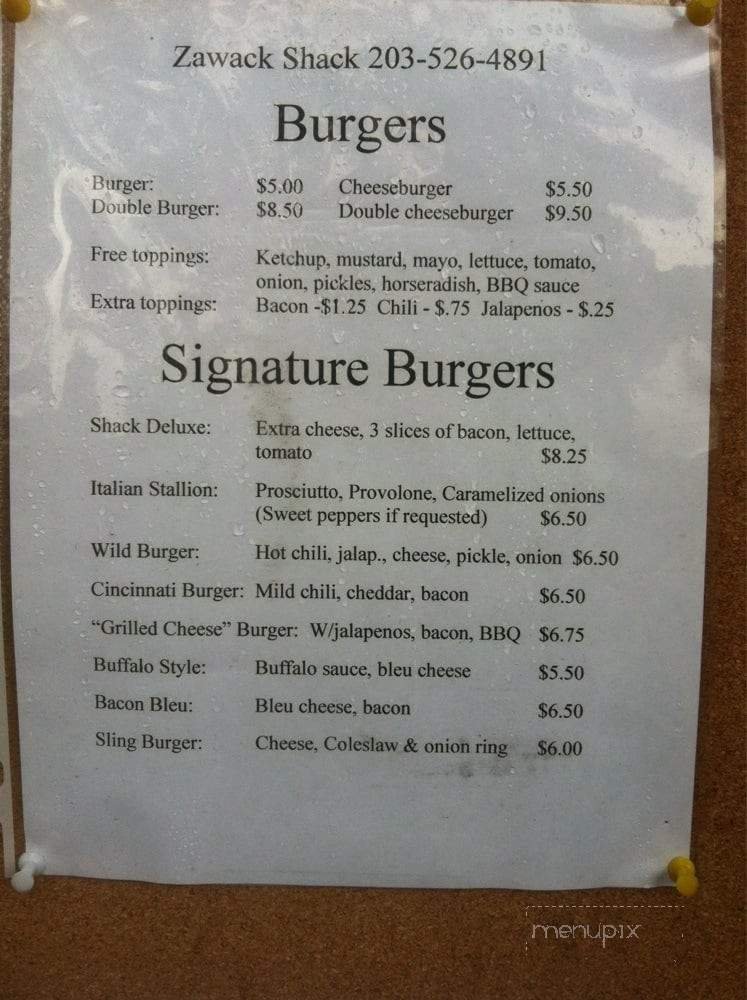 Zawack Shack 203-526-4891
Burgers
Burger: $5.00 Cheeseburger $5.50
Double Burger: $8.50 Double cheeseburger $9.50
Free toppings: Ketchup, mustard, mayo, lettuce, tomato,
onion, pickles, horseradish, BBQ sauce
Extra toppings: Bacon -$1.25 Chili - $.75 Jalapenos - $.25
Signature Burgers
Shack Deluxe: Extra cheese, 3 slices of bacon, lettuce,
tomato $8.25
Italian Stallion: Prosciutto, Provolone, Caramelized onions
(Sweet peppers if requested) $6.50
Wild Burger: Hot chili, jalap., cheese, pickle, onion $6.50
Cincinnati Burger: Mild chili, cheddar, bacon $6.50
“Grilled Cheese” Burger: W/jalapenos, bacon, BBQ $6.75
Buffalo Style: Buffalo sauce, bleu cheese $5.50
Bacon Bleu: Bleu cheese, bacon $6.50
Sling Burger: Cheese, Coleslaw & onion ring $6.00
menupix